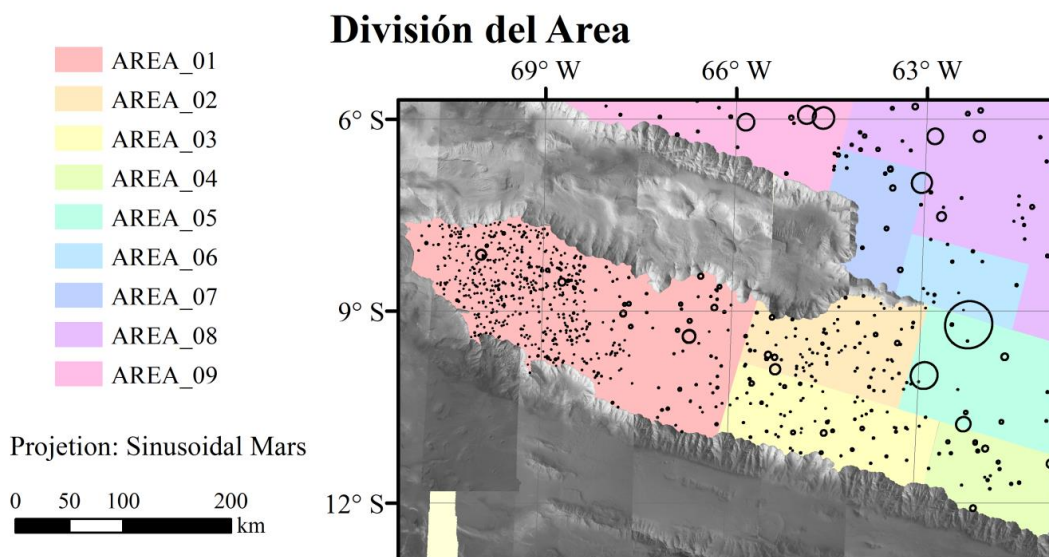 División del Area
69° W 66° W 63° W
AREA_01
AREA_02
AREA_03
AREA_04
AREA_05
AREA_06
AREA_07
AREA_08
AREA_09
6° S
9° S
12° S
Projetion: Sinusoidal Mars
0 50 100 200
km